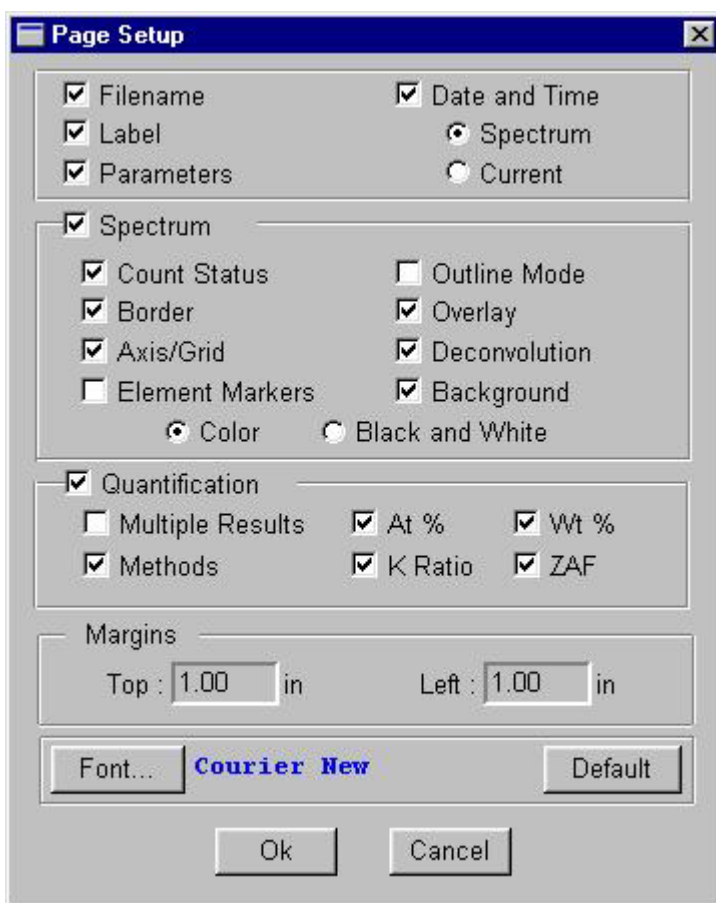 Page Setup
Filename Date and Time
Label Spectrum
Parameters Current
Spectrum
Count Status Outline Mode
Border Overlay
Axis/Grid Deconvolution
Element Markers Background
Color Black and White
Quantification
Multiple Results At % Wt %
Methods K Ratio ZAF
Margins
Top : 1.00 in Left : 1.00 in
Font... Courier New Default
Ok Cancel